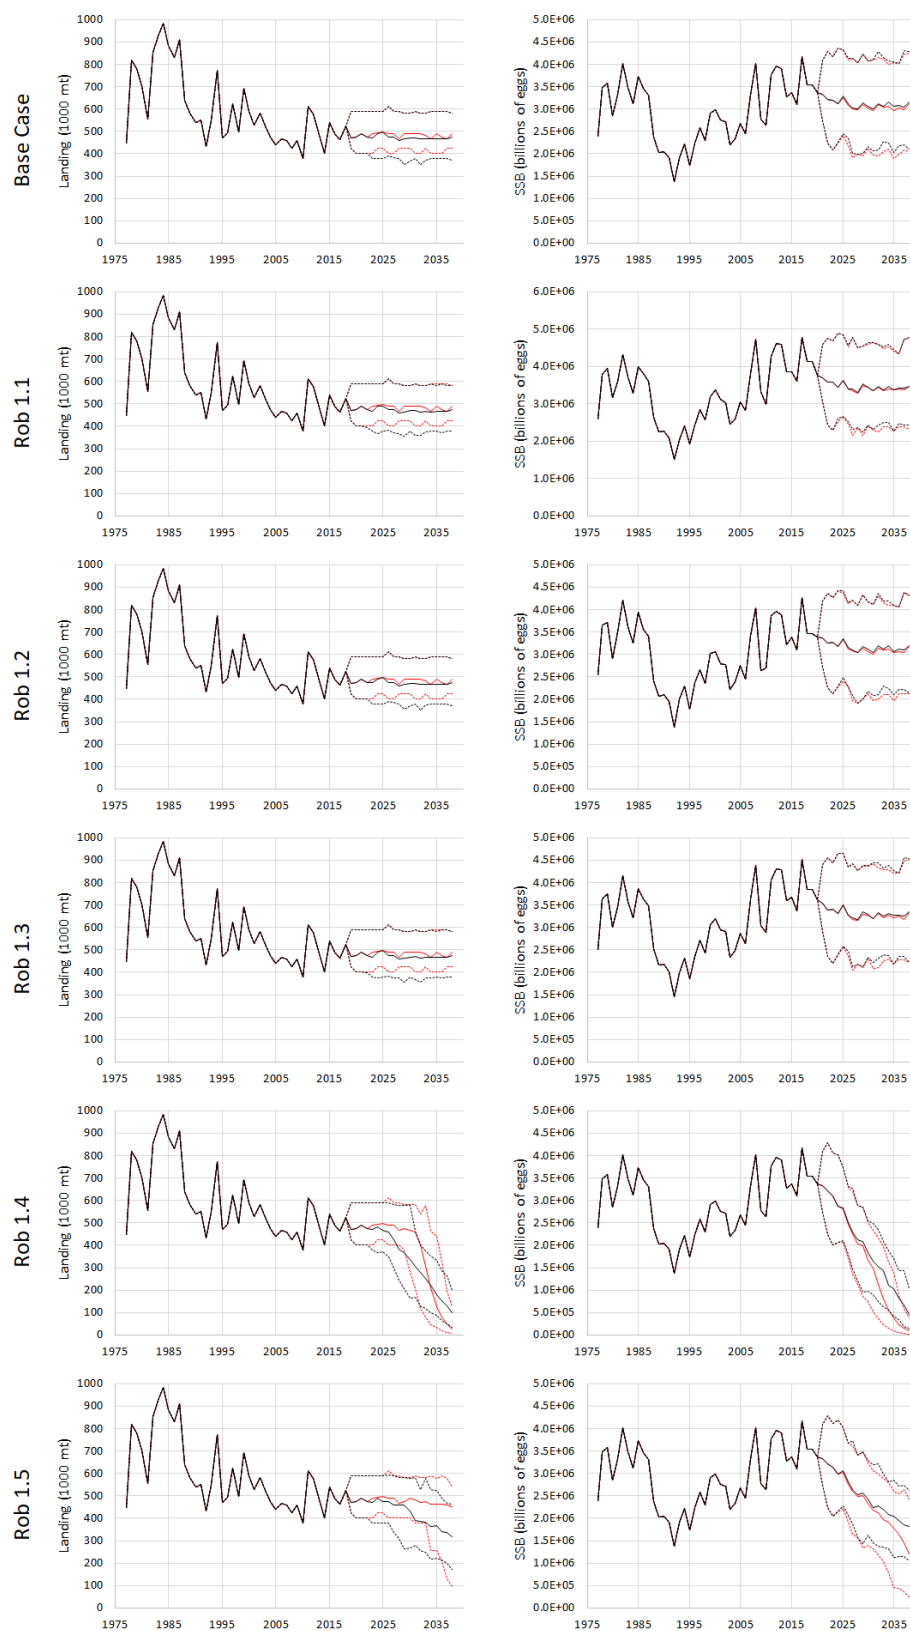 Base Case
Landing (1000 mt)
1000
900
800
700
600
500
400
300
200
100
0
1975 1985 1995 2005 2015 2025 2035
SSB (billions of eggs)
5.0E+06
4.5E+06
4.0E+06
3.5E+06
3.0E+06
2.5E+06
2.0E+06
1.5E+06
1.0E+06
5.0E+05
0.0E+00
1975 1985 1995 2005 2015 2025 2035
Rob 1.1
Landing (1000 mt)
1000
900
800
700
600
500
400
300
200
100
0
1975 1985 1995 2005 2015 2025 2035
SSB (billions of eggs)
6.0E+06
5.0E+06
4.0E+06
3.0E+06
2.0E+06
1.0E+06
0.0E+00
1975 1985 1995 2005 2015 2025 2035
Rob 1.2
Landing (1000 mt)
1000
900
800
700
600
500
400
300
200
100
0
1975 1985 1995 2005 2015 2025 2035
SSB (billions of eggs)
5.0E+06
4.5E+06
4.0E+06
3.5E+06
3.0E+06
2.5E+06
2.0E+06
1.5E+06
1.0E+06
5.0E+05
0.0E+00
1975 1985 1995 2005 2015 2025 2035
Rob 1.3
Landing (1000 mt)
1000
900
800
700
600
500
400
300
200
100
0
1975 1985 1995 2005 2015 2025 2035
SSB (billions of eggs)
5.0E+06
4.5E+06
4.0E+06
3.5E+06
3.0E+06
2.5E+06
2.0E+06
1.5E+06
1.0E+06
5.0E+05
0.0E+00
1975 1985 1995 2005 2015 2025 2035
Rob 1.4
Landing (1000 mt)
1000
900
800
700
600
500
400
300
200
100
0
1975 1985 1995 2005 2015 2025 2035
SSB (billions of eggs)
5.0E+06
4.5E+06
4.0E+06
3.5E+06
3.0E+06
2.5E+06
2.0E+06
1.5E+06
1.0E+06
5.0E+05
0.0E+00
1975 1985 1995 2005 2015 2025 2035
Rob 1.5
Landing (1000 mt)
1000
900
800
700
600
500
400
300
200
100
0
1975 1985 1995 2005 2015 2025 2035
SSB (billions of eggs)
5.0E+06
4.5E+06
4.0E+06
3.5E+06
3.0E+06
2.5E+06
2.0E+06
1.5E+06
1.0E+06
5.0E+05
0.0E+00
1975 1985 1995 2005 2015 2025 2035